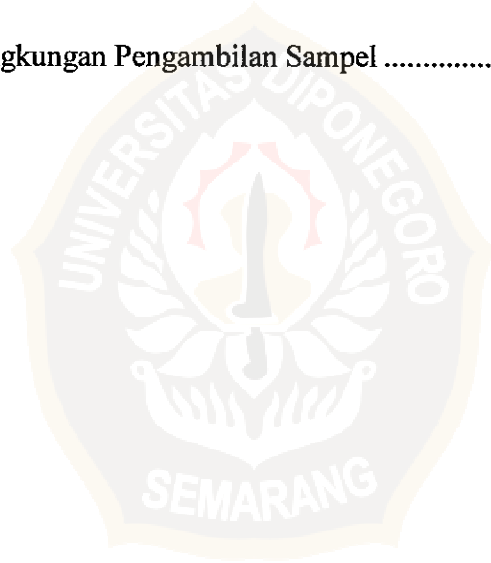 gkungan Pengambilan Sampel ..............
UNIVERSITAS DIPONEGORO
SEMARANG